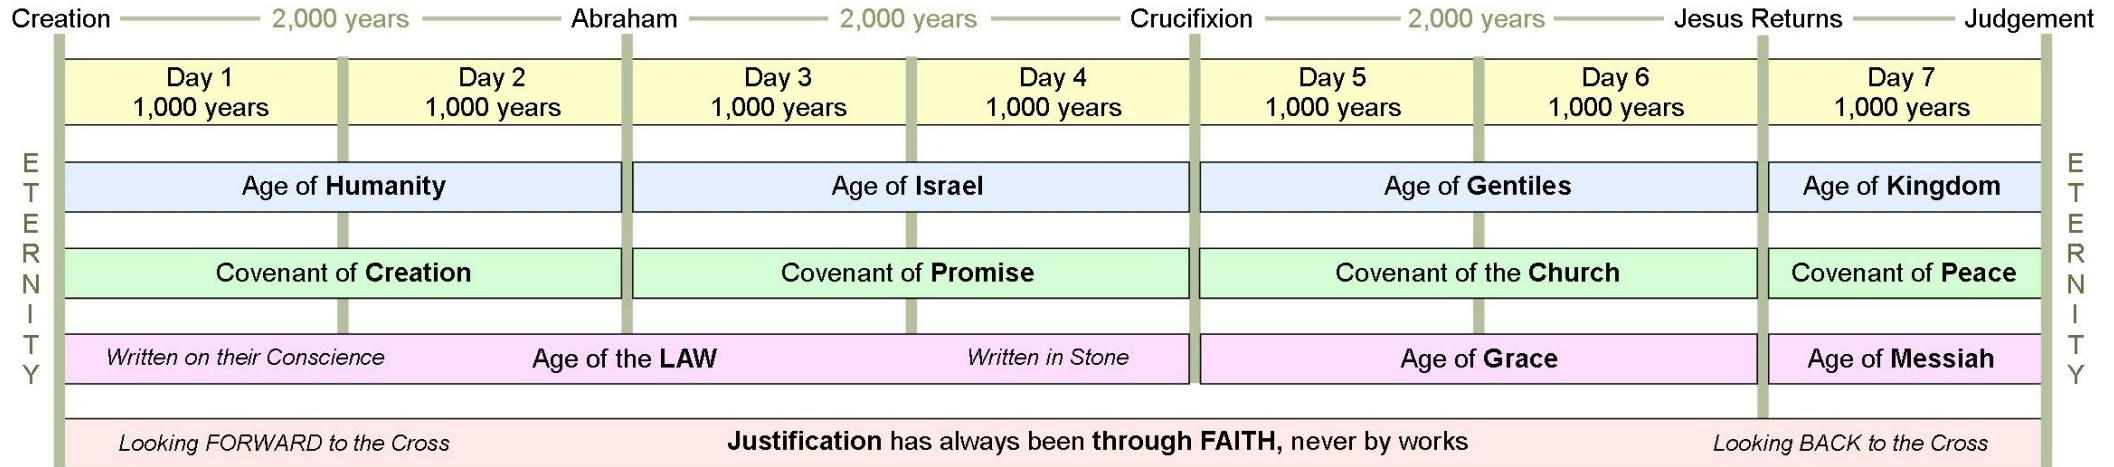 Creation 2,000 years Abraham 2,000 years Crucifixion 2,000 years Jesus Returns Judgement
Day 1 Day 2 Day 3 Day 4 Day 5 Day 6 Day 7
1,000 years 1,000 years 1,000 years 1,000 years 1,000 years 1,000 years 1,000 years
ETERNITY
Age of Humanity Age of Israel Age of Gentiles Age of Kingdom
Covenant of Creation Covenant of Promise Covenant of the Church Covenant of Peace
Written on their Conscience Age of the LAW Written in Stone Age of Grace Age of Messiah
ETERNITY
Looking FORWARD to the Cross Justification has always been through FAITH, never by works Looking BACK to the Cross